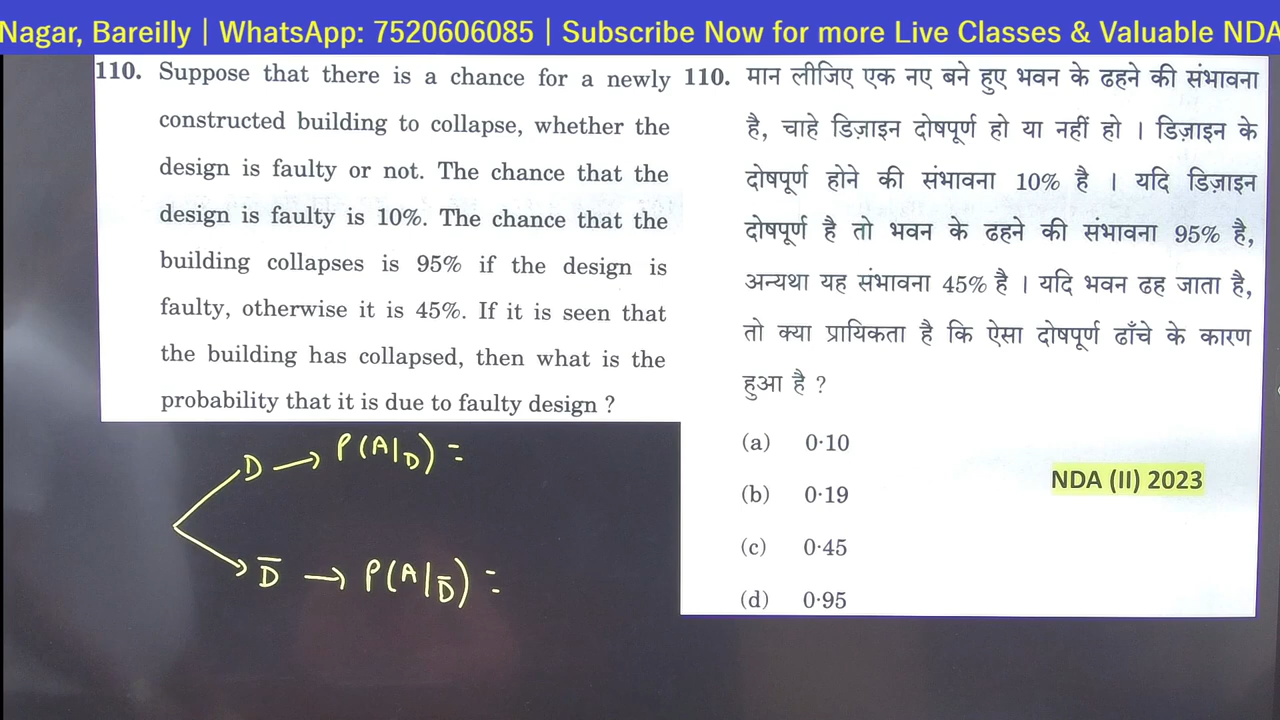 Nagar, Bareilly | WhatsApp: 7520606085 | Subscribe Now for more Live Classes & Valuable NDA
110. Suppose that there is a chance for a newly
constructed building to collapse, whether the
design is faulty or not. The chance that the
design is faulty is 10%. The chance that the
building collapses is 95% if the design is
faulty, otherwise it is 45%. If it is seen that
the building has collapsed, then what is the
probability that it is due to faulty design ?
110. मान लीजिए एक नए बने हुए भवन के ढहने की संभावना
है, चाहे डिज़ाइन दोषपूर्ण हो या नहीं हो । डिज़ाइन के
दोषपूर्ण होने की संभावना 10% है । यदि डिज़ाइन
दोषपूर्ण है तो भवन के ढहने की संभावना 95% है,
अन्यथा यह संभावना 45% है । यदि भवन ढह जाता है,
तो क्या प्रायिकता है कि ऐसा दोषपूर्ण ढाँचे के कारण
हुआ है ?
(a) 0·10
(b) 0·19
(c) 0·45
(d) 0·95
NDA (II) 2023
D → P(A|D) =
D̅ → P(A|D̅) =